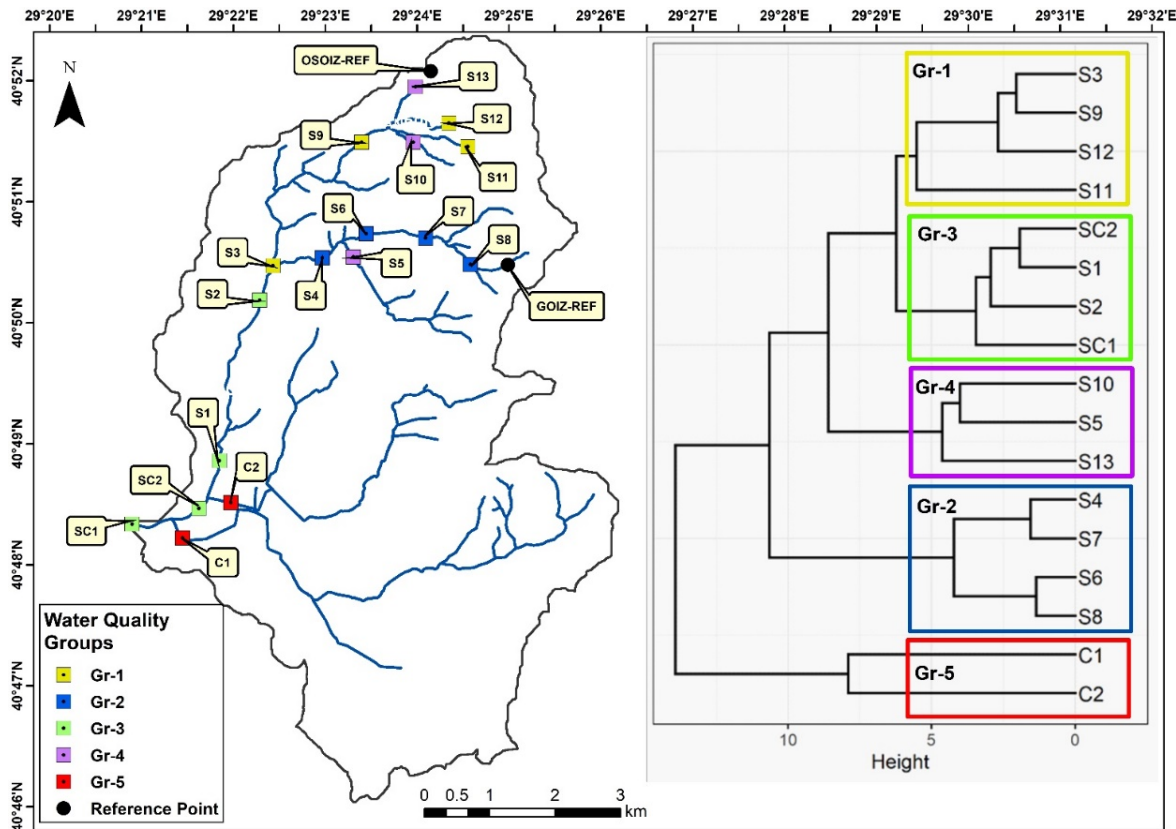 29°20'E 29°21'E 29°22'E 29°23'E 29°24'E 29°25'E 29°26'E 29°27'E 29°28'E 29°29'E 29°30'E 29°31'E 29°32'E
40°52'N
40°51'N
40°50'N
40°49'N
40°48'N
40°47'N
40°46'N
N
OSOIZ-REF
S13
S12
S9
S10
S11
S6
S7
S8
S3
S4
S5
S2
GOIZ-REF
S1
C2
SC2
SC1
C1
Water Quality
Groups
Gr-1
Gr-2
Gr-3
Gr-4
Gr-5
Reference Point
0 0.5 1 2 3
km
Gr-1
S3
S9
S12
S11
Gr-3
SC2
S1
S2
SC1
Gr-4
S10
S5
S13
Gr-2
S4
S7
S6
S8
Gr-5
C1
C2
10 5 0
Height